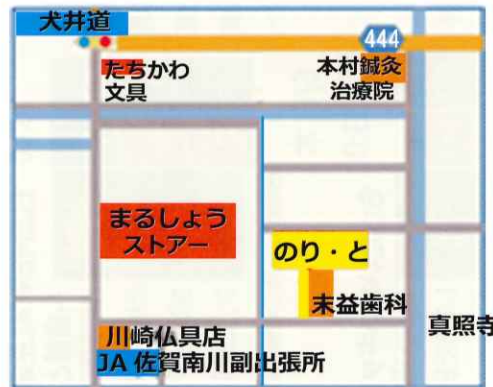 犬井道
444
たちかわ
文具
本村鍼灸
治療院
まるしょう
ストアー
のり・と
末益歯科
真照寺
川崎仏具店
JA 佐賀南川副出張所